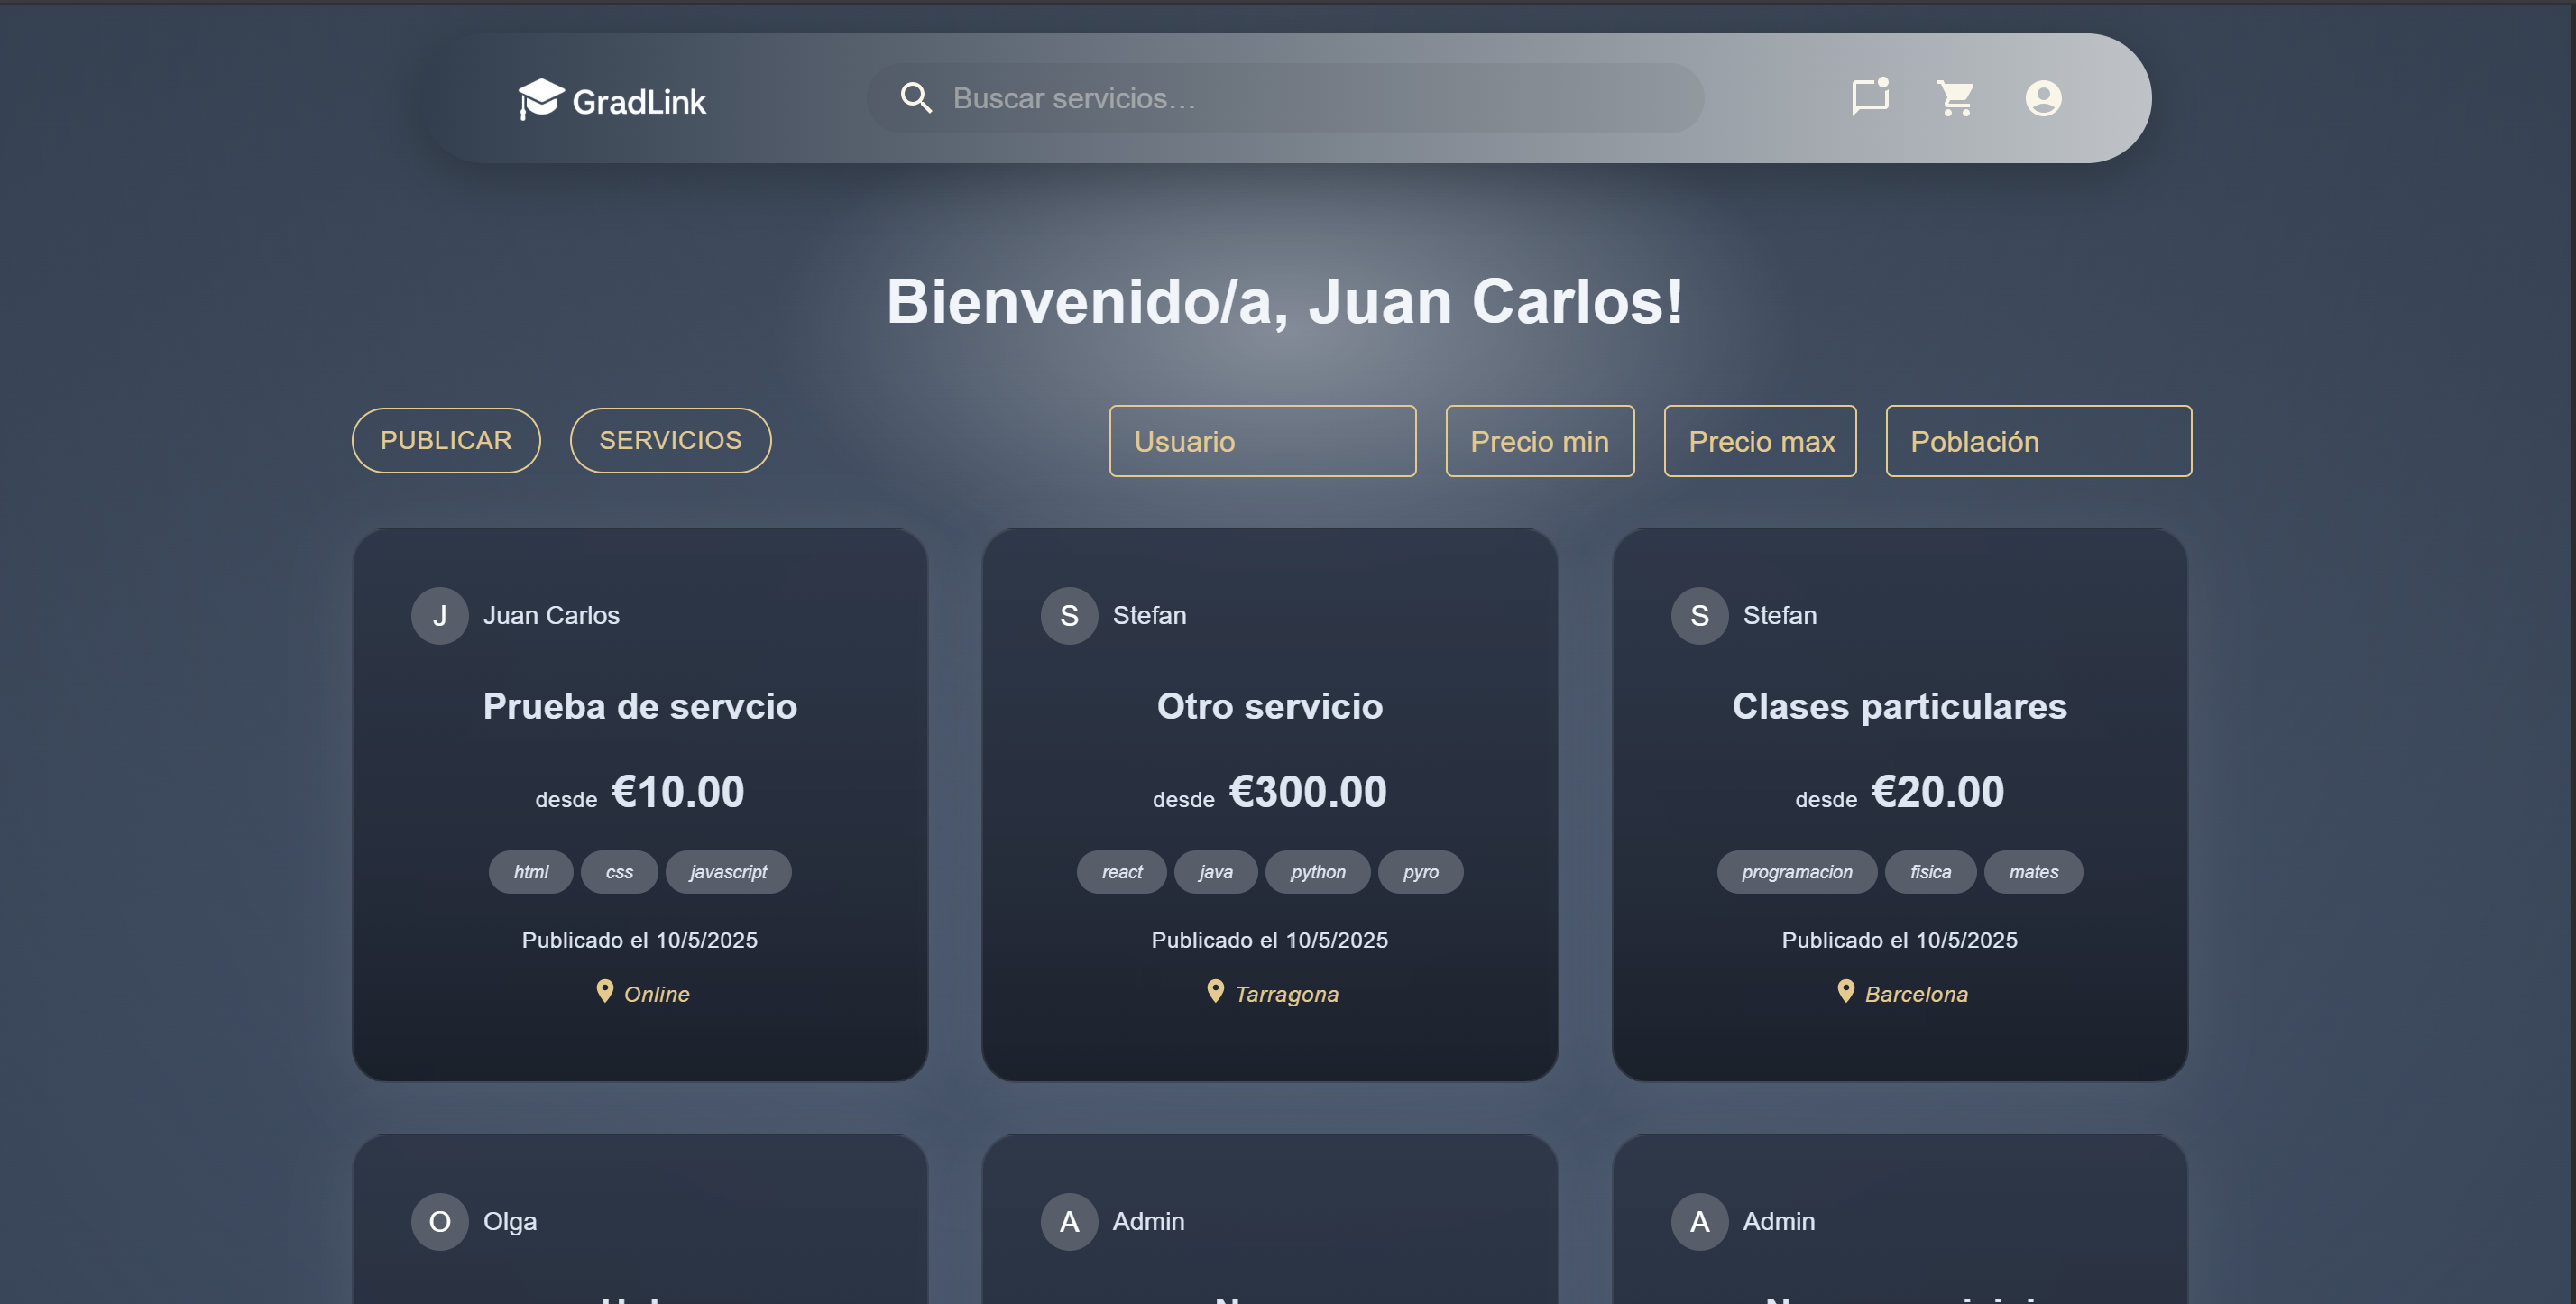 GradLink
Buscar servicios...
Bienvenido/a, Juan Carlos!
PUBLICAR SERVICIOS Usuario Precio min Precio max Población
J Juan Carlos
Prueba de servcio
desde €10.00
html css javascript
Publicado el 10/5/2025
Online
S Stefan
Otro servicio
desde €300.00
react java python pyro
Publicado el 10/5/2025
Tarragona
S Stefan
Clases particulares
desde €20.00
programacion fisica mates
Publicado el 10/5/2025
Barcelona
O Olga
A Admin
A Admin